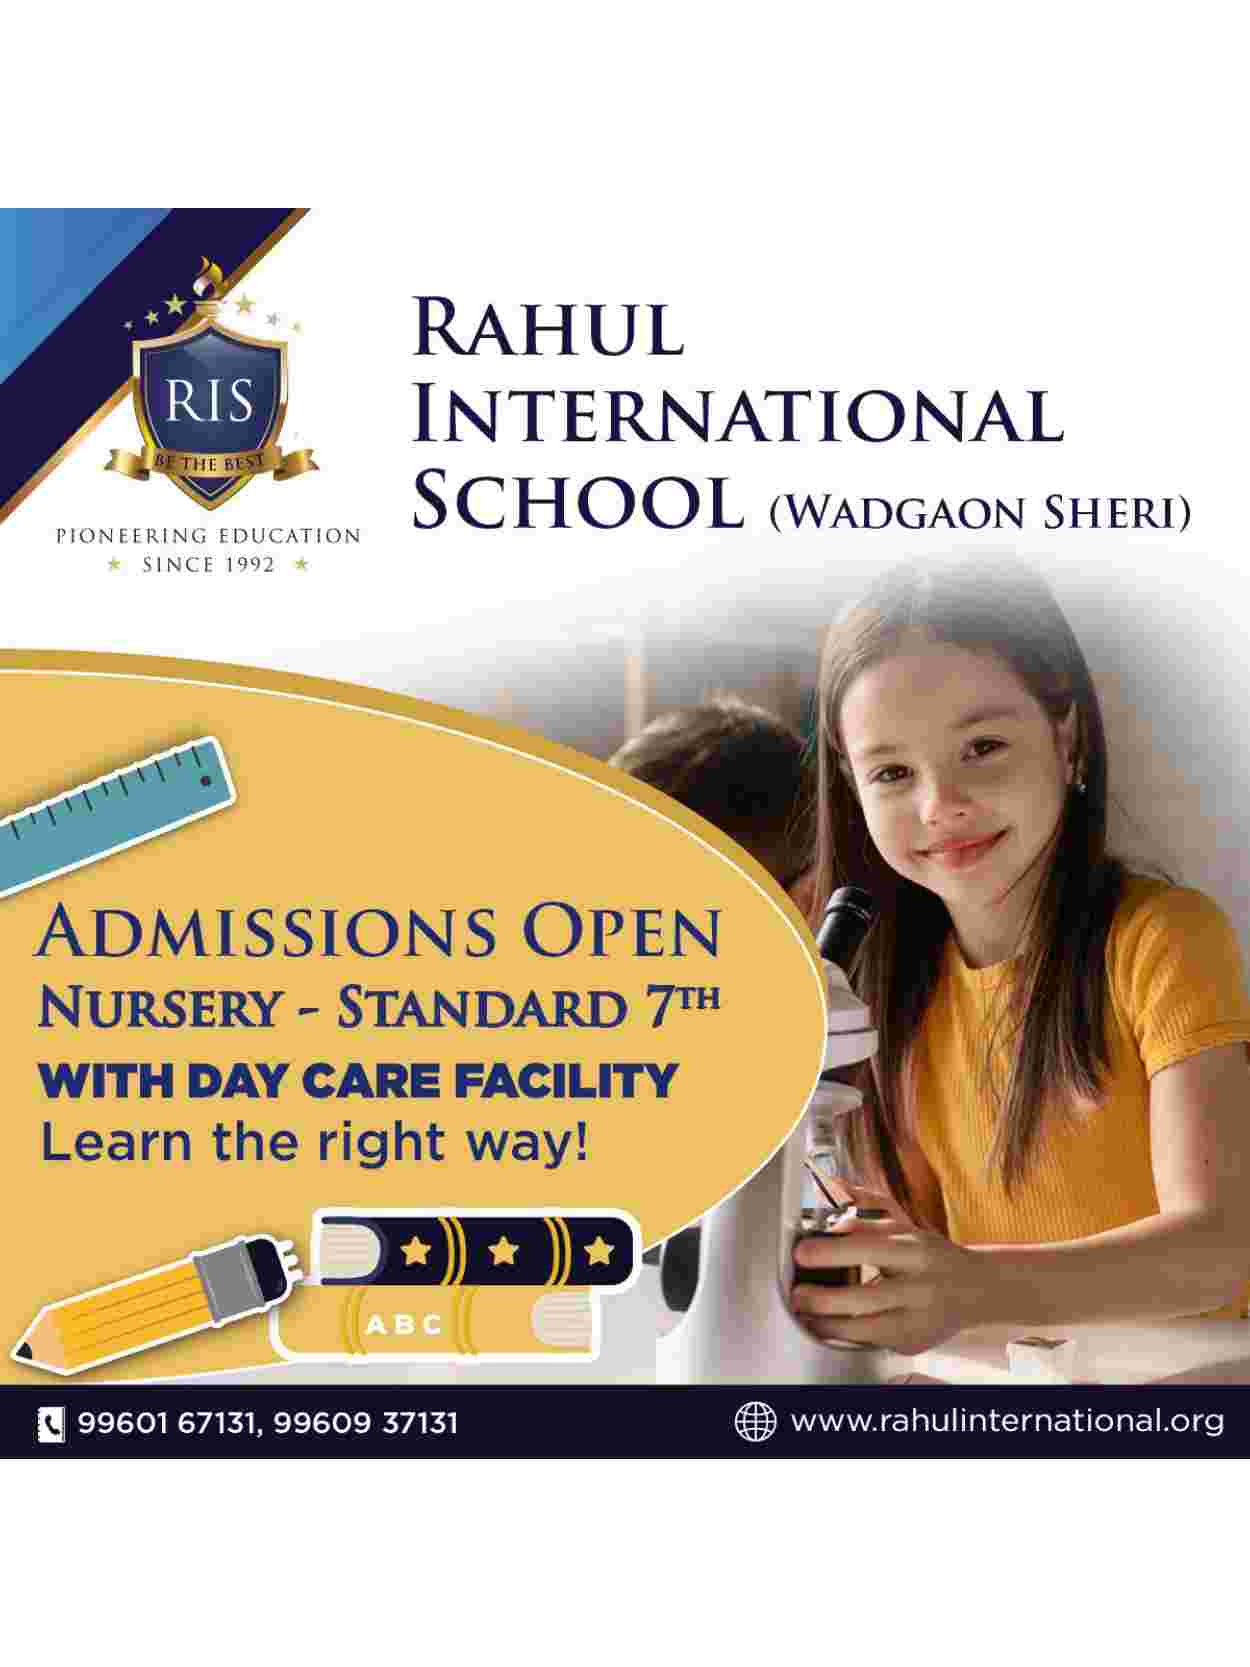 RIS
BE THE BEST
PIONEERING EDUCATION
SINCE 1992
RAHUL
INTERNATIONAL
SCHOOL (WADGAON SHERI)
ADMISSIONS OPEN
NURSERY - STANDARD 7TH
WITH DAY CARE FACILITY
Learn the right way!
ABC
99601 67131, 99609 37131
www.rahulinternational.org